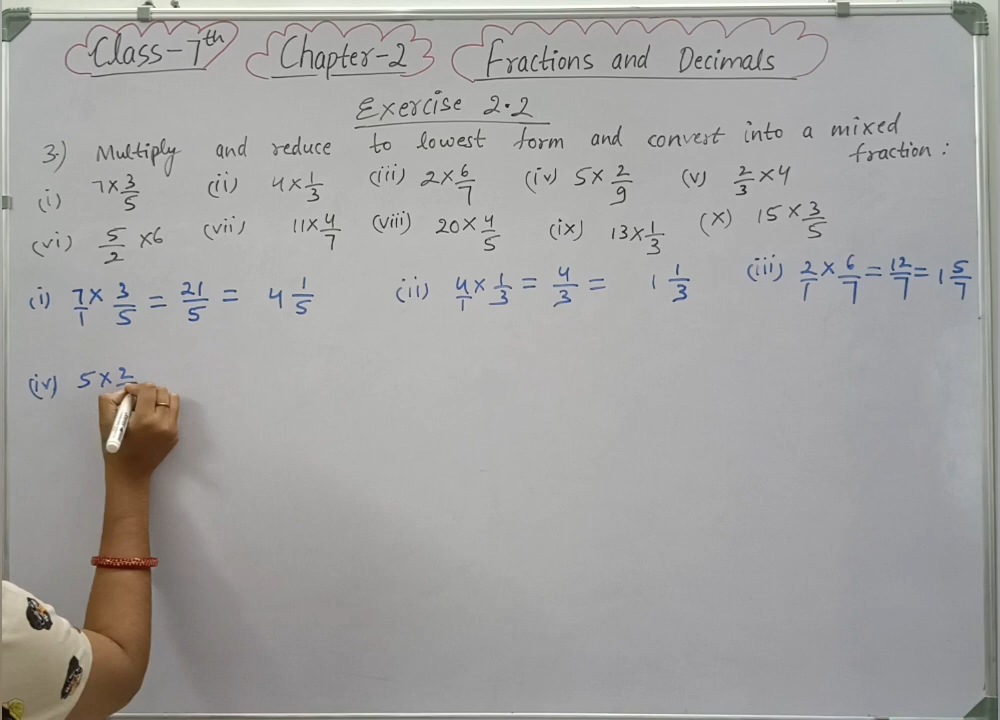 Class-7th Chapter-2 Fractions and Decimals
Exercise 2.2
3.) Multiply and reduce to lowest form and convert into a mixed fraction :
(i) 7×3/5 (ii) 4×1/3 (iii) 2×6/7 (iv) 5×2/9 (v) 2/3×4
(vi) 5/2×6 (vii) 11×4/7 (viii) 20×4/5 (ix) 13×1/3 (x) 15×3/5
(i) 7/1×3/5=21/5= 4 1/5 (ii) 4/1×1/3=4/3= 1 1/3 (iii) 2/1×6/7=12/7=1 5/7
(iv) 5×2